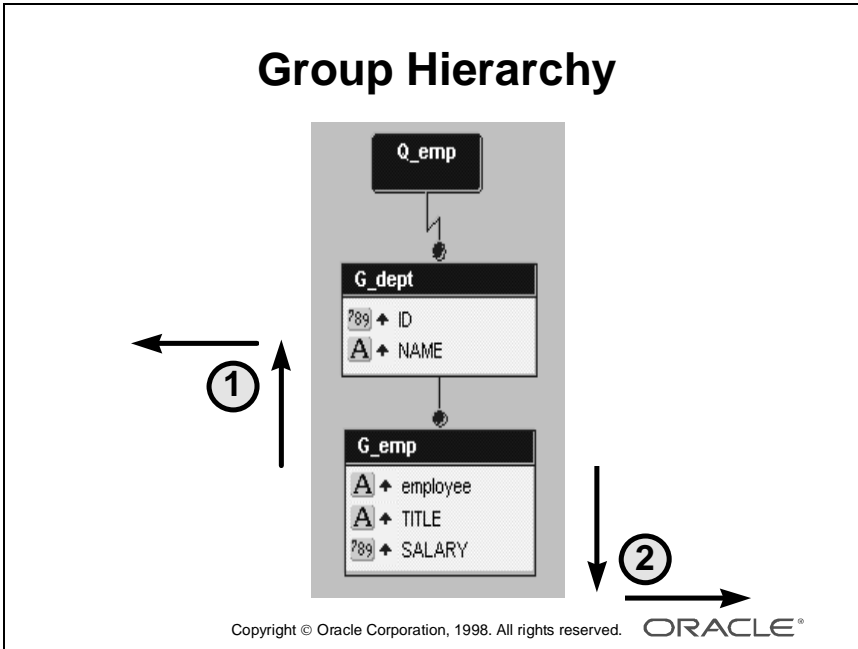 Group Hierarchy
Q_emp
G_dept
789 ID
A NAME
1
G_emp
A employee
A TITLE
789 SALARY
2
Copyright © Oracle Corporation, 1998. All rights reserved. ORACLE®